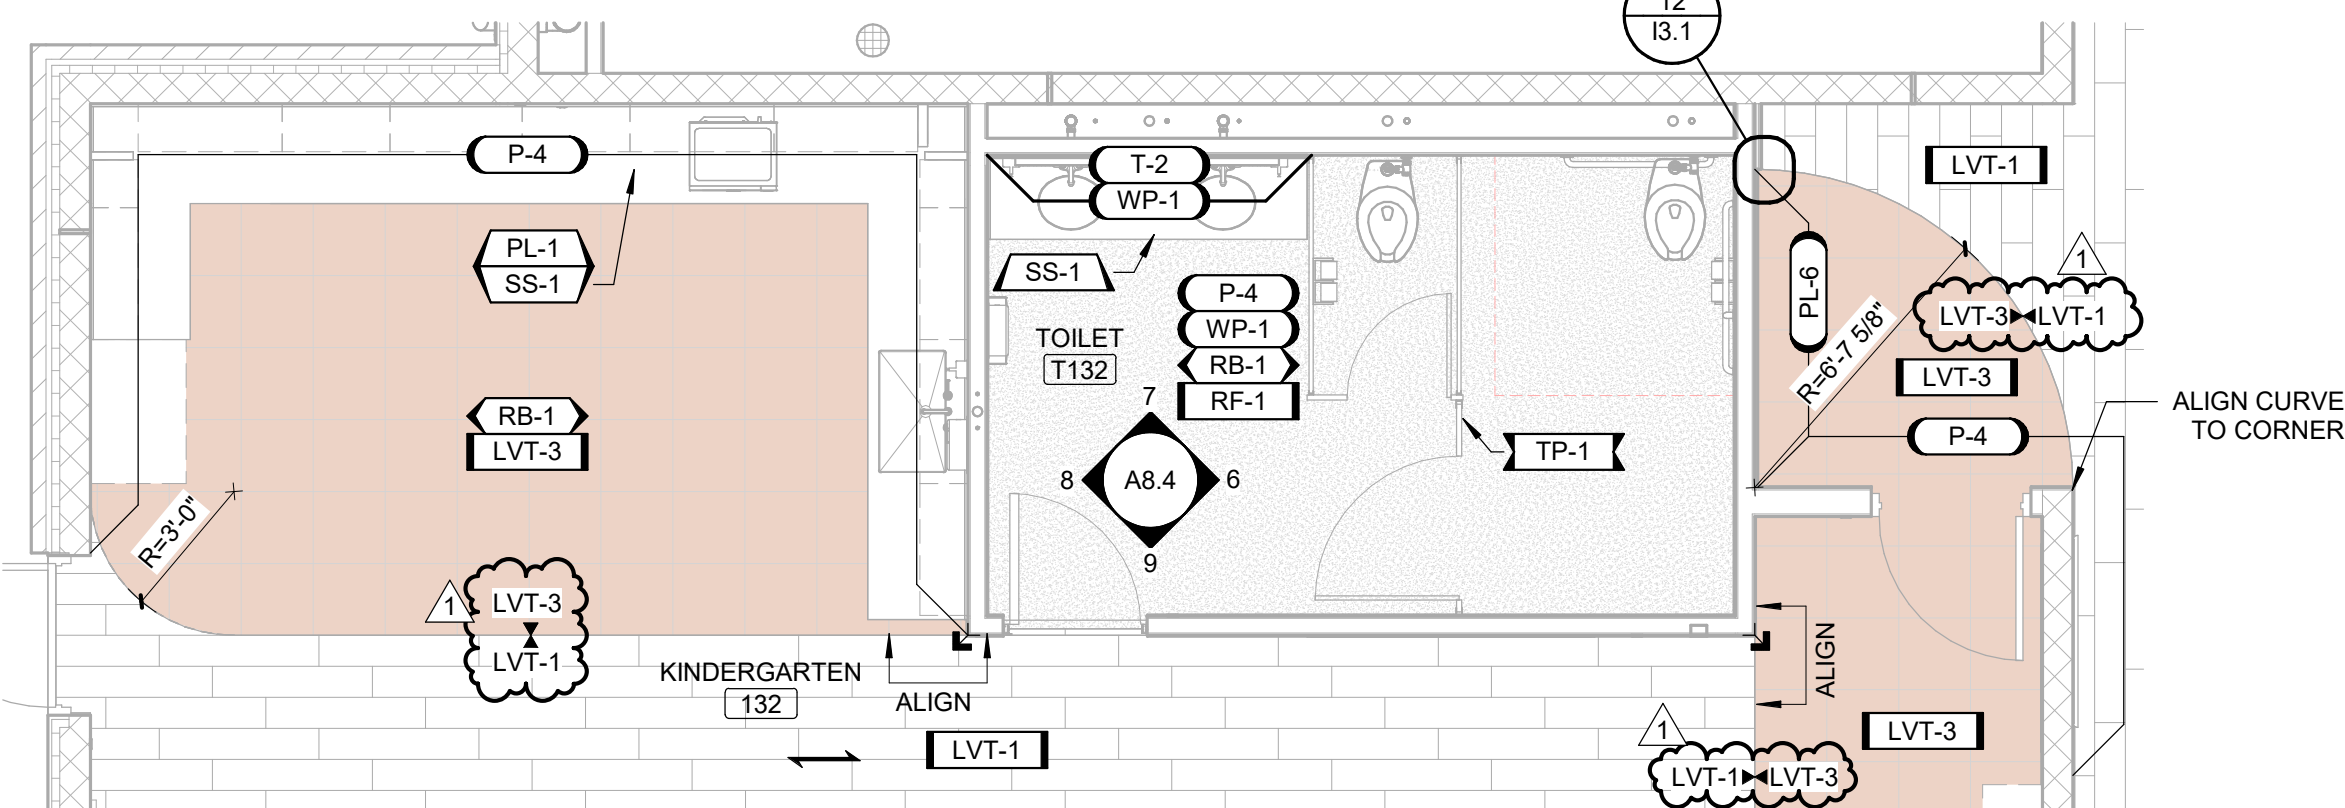 12
I3.1
P-4
T-2
WP-1
LVT-1
PL-1
SS-1
SS-1
P-4
WP-1
RB-1
RF-1
TOILET
T132
PL-6
1
LVT-3 LVT-1
R=6'-7 5/8"
LVT-3
ALIGN CURVE
TO CORNER
P-4
RB-1
LVT-3
7
8 A8.4 6
9
TP-1
R=3'-0"
1
LVT-3
LVT-1
KINDERGARTEN
132
ALIGN
ALIGN
LVT-1
1
LVT-1 LVT-3
LVT-3